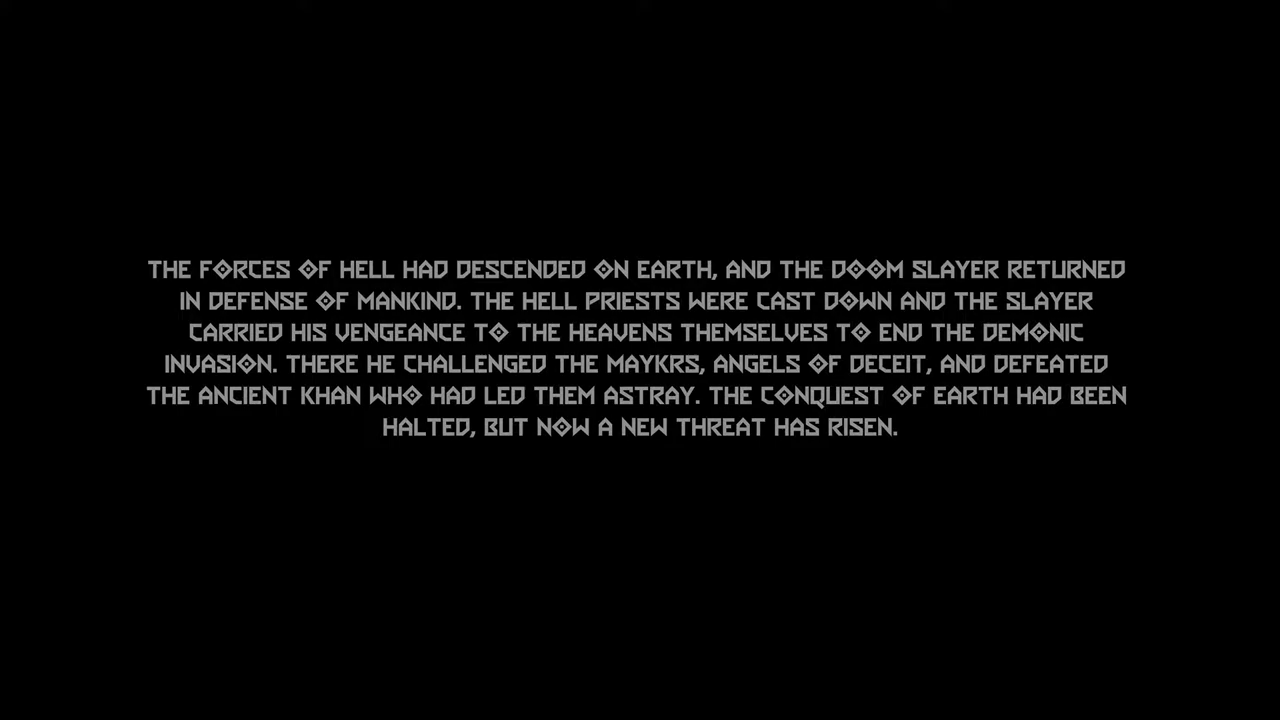 THE FORCES OF HELL HAD DESCENDED ON EARTH, AND THE DOOM SLAYER RETURNED
IN DEFENSE OF MANKIND. THE HELL PRIESTS WERE CAST DOWN AND THE SLAYER
CARRIED HIS VENGEANCE TO THE HEAVENS THEMSELVES TO END THE DEMONIC
INVASION. THERE HE CHALLENGED THE MAYKRS, ANGELS OF DECEIT, AND DEFEATED
THE ANCIENT KHAN WHO HAD LED THEM ASTRAY. THE CONQUEST OF EARTH HAD BEEN
HALTED, BUT NOW A NEW THREAT HAS RISEN.